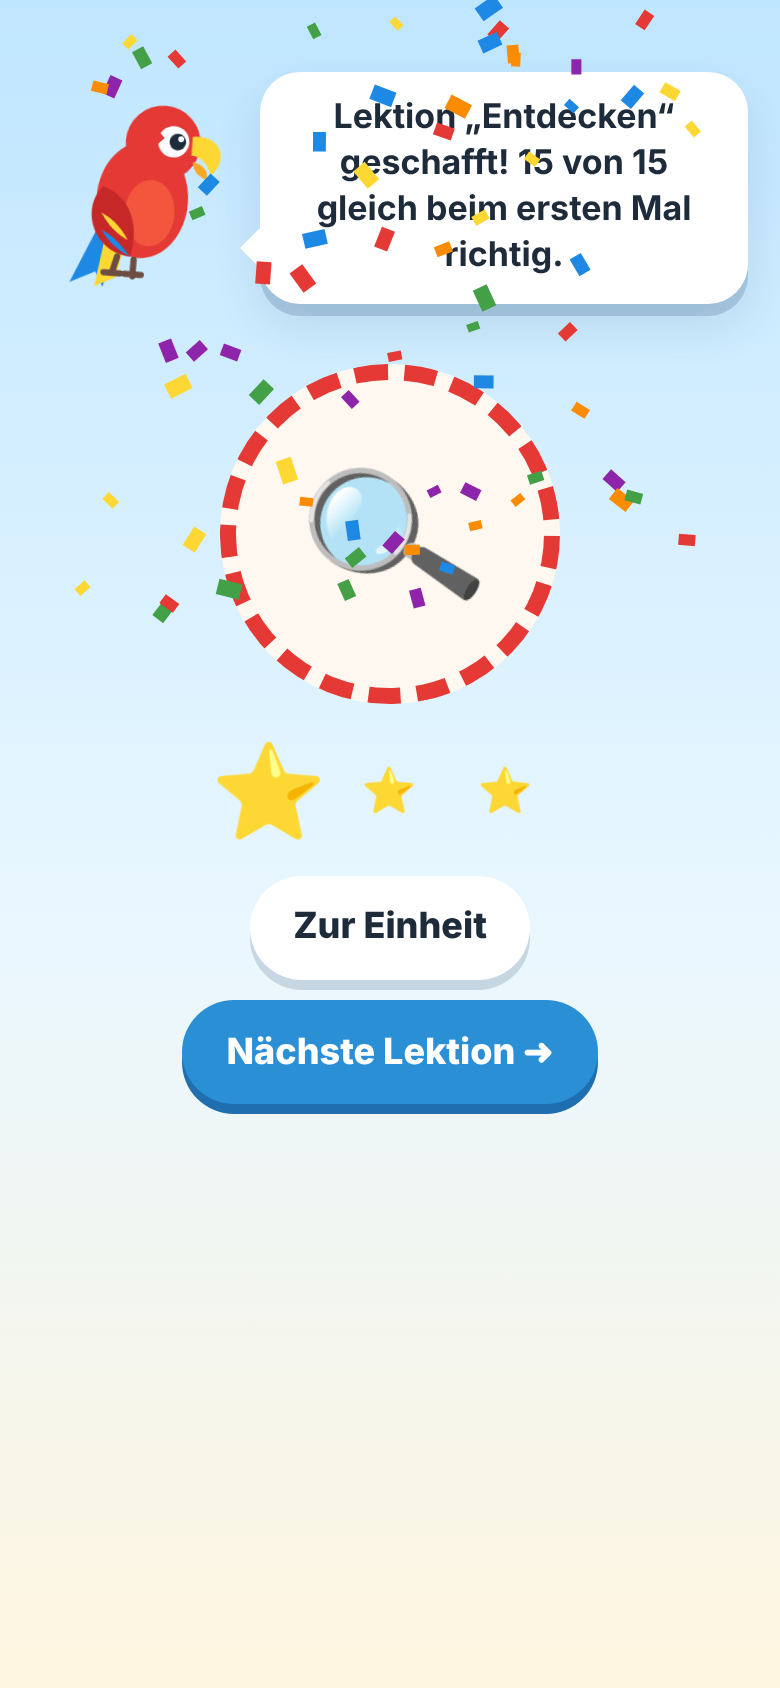 Lektion „Entdecken“
geschafft! 15 von 15
gleich beim ersten Mal
richtig.
Zur Einheit
Nächste Lektion ➜